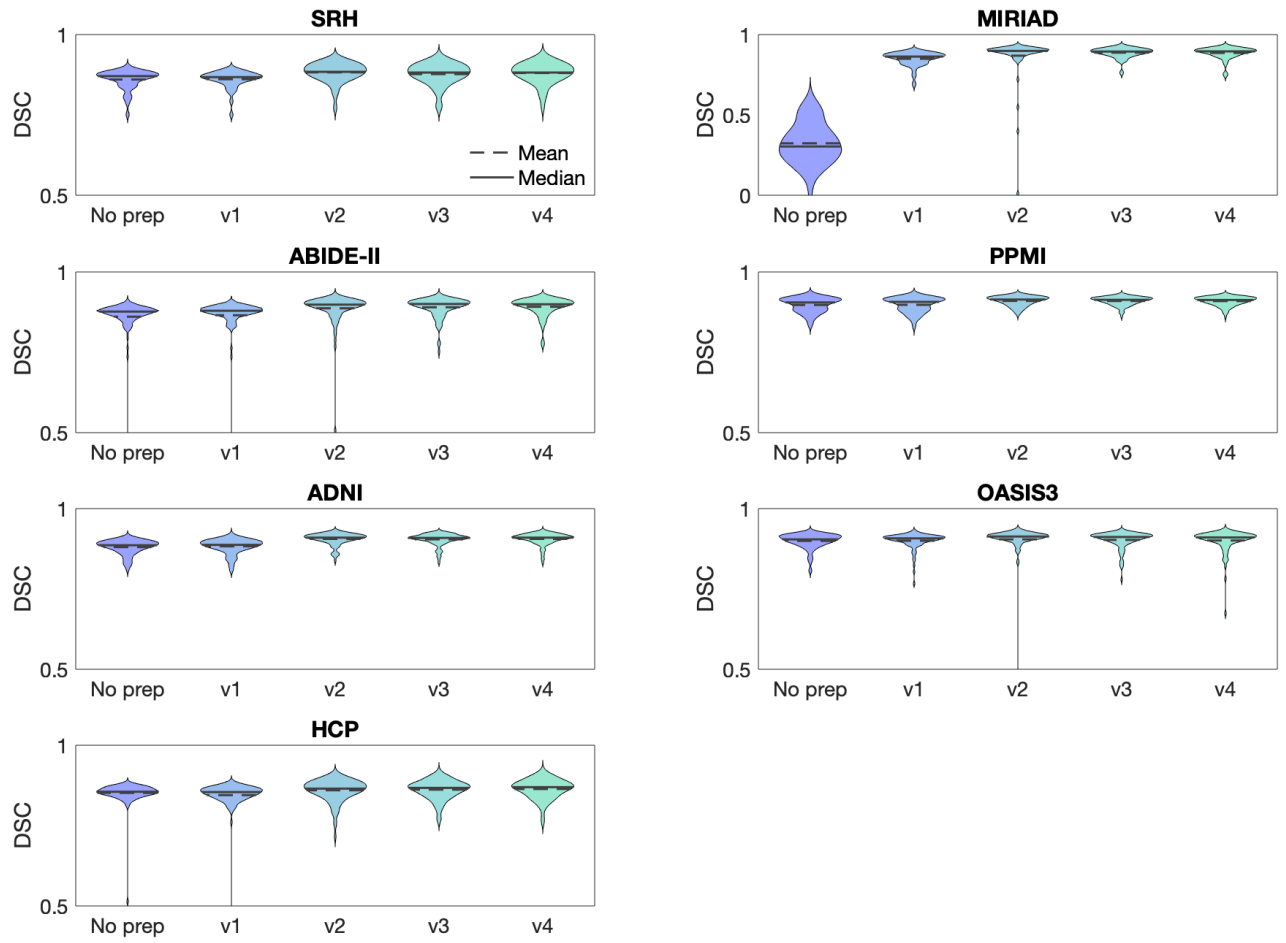 SRH
1
DSC
0.5
Mean
Median
No prep v1 v2 v3 v4
MIRIAD
1
DSC
0.5
0
No prep v1 v2 v3 v4
ABIDE-II
1
DSC
0.5
No prep v1 v2 v3 v4
PPMI
1
DSC
0.5
No prep v1 v2 v3 v4
ADNI
1
DSC
0.5
No prep v1 v2 v3 v4
OASIS3
1
DSC
0.5
No prep v1 v2 v3 v4
HCP
1
DSC
0.5
No prep v1 v2 v3 v4